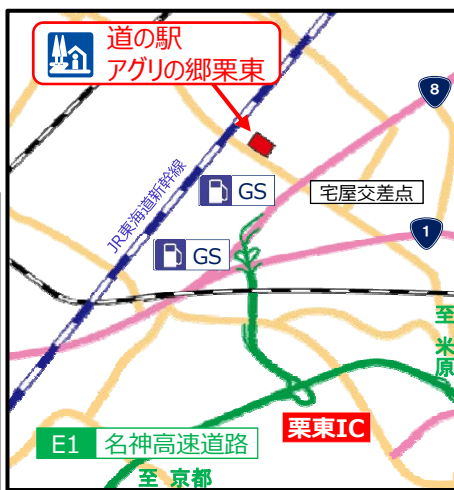 道の駅
アグリの郷栗東
8
JR東海道新幹線
GS
宅屋交差点
1
GS
至 米原
栗東IC
E1 名神高速道路
至 京都